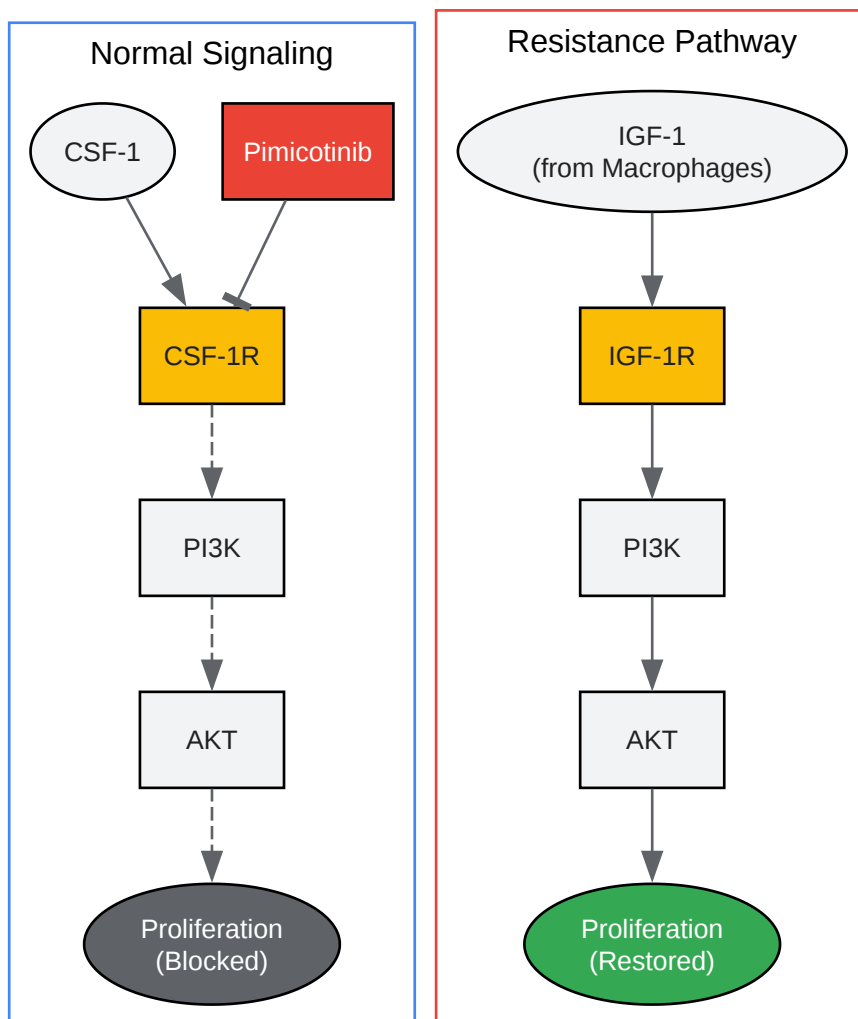 Normal Signaling
CSF-1
Pimicotinib
CSF-1R
PI3K
AKT
Proliferation
(Blocked)
Resistance Pathway
IGF-1
(from Macrophages)
IGF-1R
PI3K
AKT
Proliferation
(Restored)